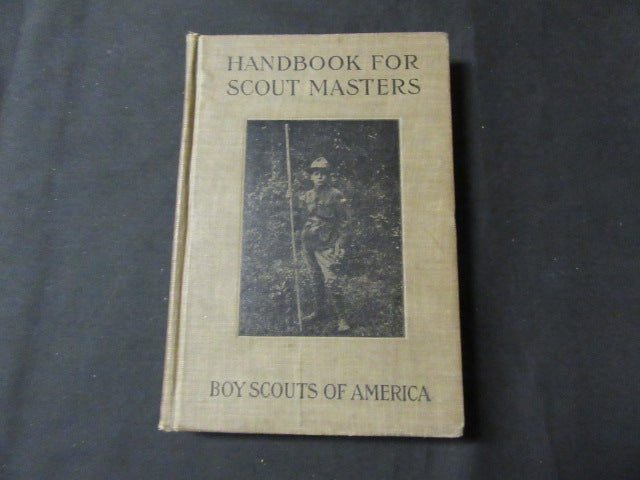 HANDBOOK FOR
SCOUT MASTERS
BOY SCOUTS OF AMERICA